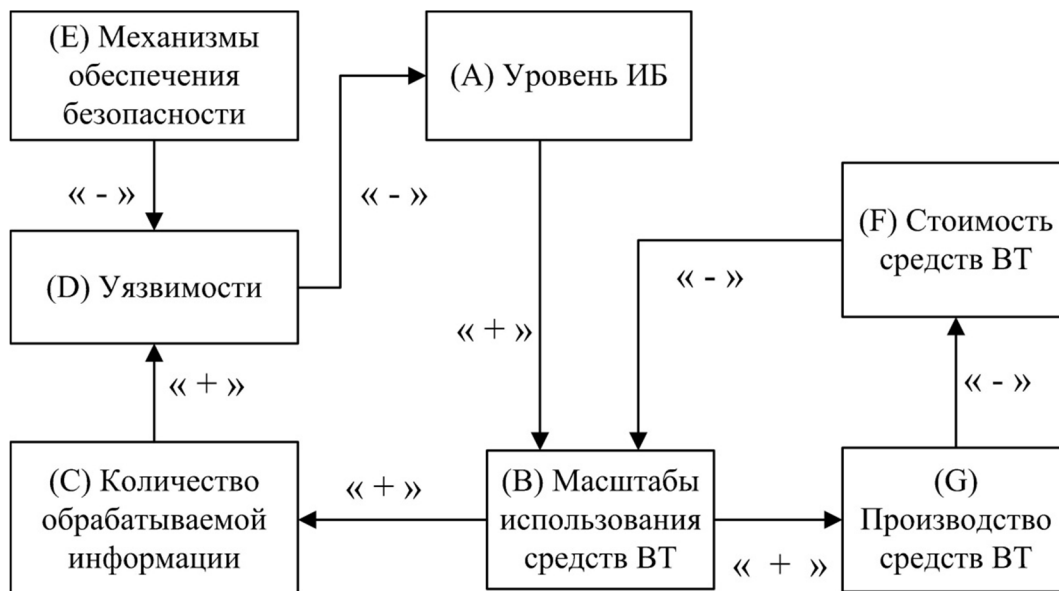 (E) Механизмы
обеспечения
безопасности
(A) Уровень ИБ
« - »
« - »
(F) Стоимость
средств ВТ
(D) Уязвимости
« - »
« + »
« + »
« - »
(C) Количество
обрабатываемой
информации
« + »
(B) Масштабы
использования
средств ВТ
(G)
Производство
средств ВТ
« + »